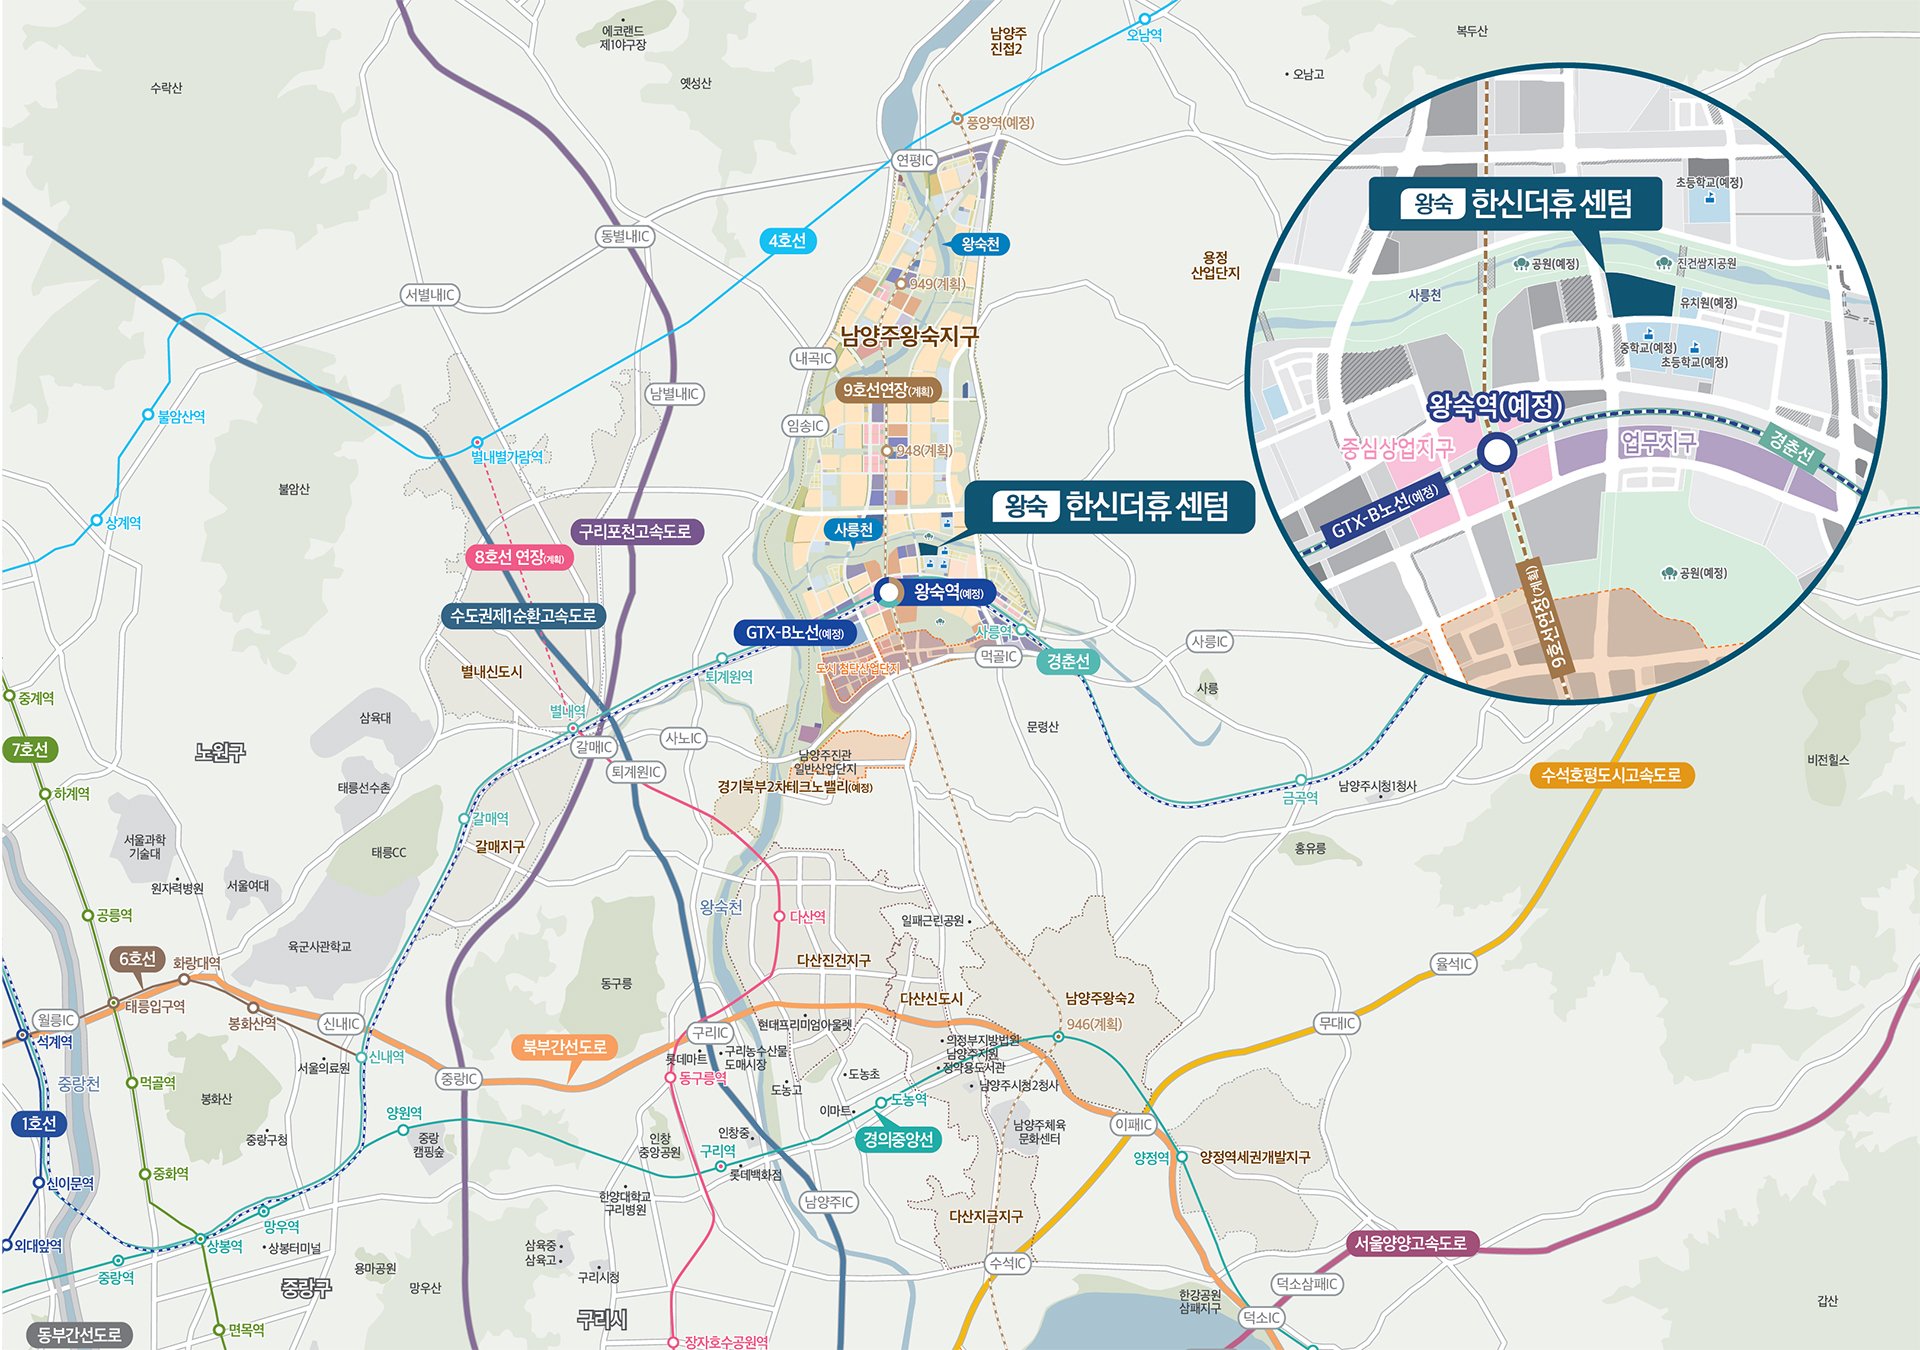 에코랜드
제1야구장
수락산
옛성산
남양주
진접2
오남역
오남고
복두산
풍양역(예정)
연평IC
동별내IC
4호선
왕숙천
용정
산업단지
서별내IC
949(계획)
남양주왕숙지구
내곡IC
9호선연장(계획)
남별내IC
임송IC
불암산역
별내별가람역
948(계획)
불암산
상계역
구리포천고속도로
왕숙 한신더휴 센텀
사릉천
8호선 연장(계획)
수도권제1순환고속도로
왕숙역(예정)
GTX-B노선(예정)
사릉역
사릉IC
먹골IC
경춘선
도시 첨단산업단지
별내신도시
퇴계원역
중계역
삼육대
별내역
사릉
문령산
7호선
노원구
갈매IC
사노IC
퇴계원IC
남양주진관
일반산업단지
경기북부2차테크노밸리(예정)
태릉선수촌
하계역
금곡역
남양주시청1청사
수석호평도시고속도로
비전힐스
갈매역
갈매지구
서울과학
기술대
태릉CC
홍유릉
원자력병원
서울여대
공릉역
왕숙천
다산역
일패근린공원
육군사관학교
6호선
화랑대역
다산진건지구
율석IC
동구릉
태릉입구역
봉화산역
다산신도시
남양주왕숙2
946(계획)
월릉IC
신내IC
석계역
구리IC
현대프리미엄아울렛
무대IC
북부간선도로
서울의료원
신내역
롯데마트
구리농수산물
도매시장
의정부지방법원
남양주지원
정약용도서관
중랑천
먹골역
중랑IC
동구릉역
도농고
도농초
남양주시청2청사
봉화산
1호선
양원역
이마트
도농역
중랑구청
중랑
캠핑숲
인창
중앙공원
인창중
구리역
경의중앙선
남양주체육
문화센터
이패IC
양정역
양정역세권개발지구
중화역
신이문역
롯데백화점
한양대학교
구리병원
남양주IC
다산지금지구
망우역
상봉역
상봉터미널
외대앞역
중랑역
용마공원
삼육중
삼육고
구리시청
수석IC
서울양양고속도로
덕소삼패IC
중랑구
망우산
구리시
한강공원
삼패지구
덕소IC
갑산
동부간선도로
면목역
장자호수공원역
초등학교(예정)
왕숙 한신더휴 센텀
공원(예정)
진건쌈지공원
사릉천
유치원(예정)
중학교(예정)
초등학교(예정)
왕숙역(예정)
중심상업지구
업무지구
경춘선
GTX-B노선(예정)
9호선연장(계획)
공원(예정)